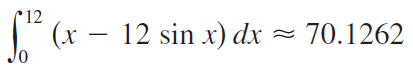 ∫₀¹² (x − 12 sin x) dx ≈ 70.1262